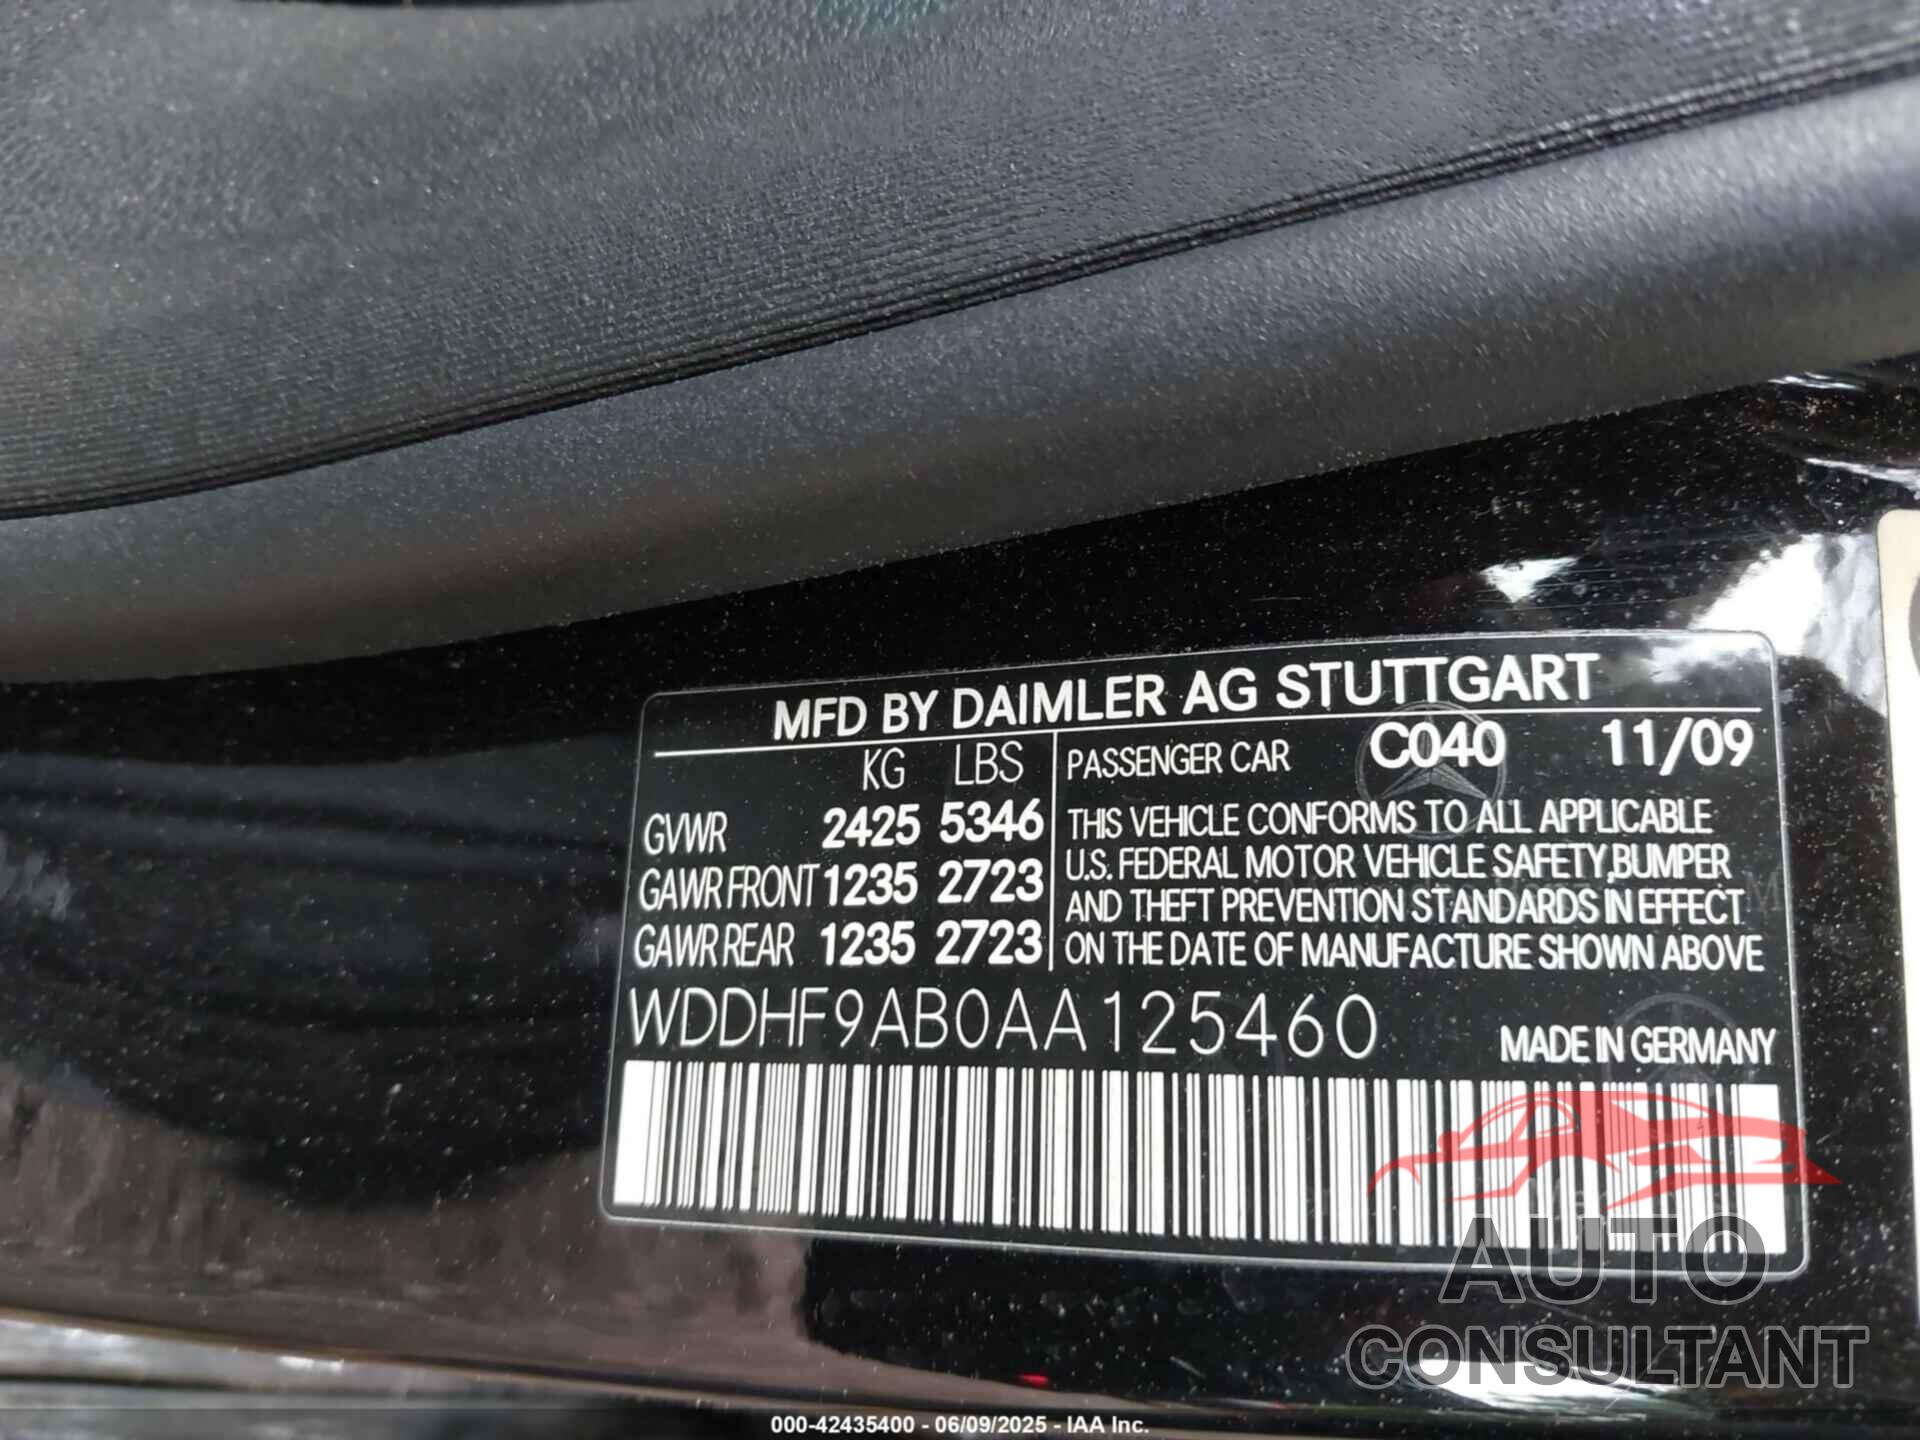 MFD BY DAIMLER AG STUTTGART
KG LBS
GVWR 2425 5346
GAWR FRONT 1235 2723
GAWR REAR 1235 2723
PASSENGER CAR C040 11/09
THIS VEHICLE CONFORMS TO ALL APPLICABLE
U.S. FEDERAL MOTOR VEHICLE SAFETY,BUMPER
AND THEFT PREVENTION STANDARDS IN EFFECT
ON THE DATE OF MANUFACTURE SHOWN ABOVE
WDDHF9AB0AA125460
MADE IN GERMANY
AUTO
CONSULTANT
000-42435400 - 06/09/2025 - IAA Inc.